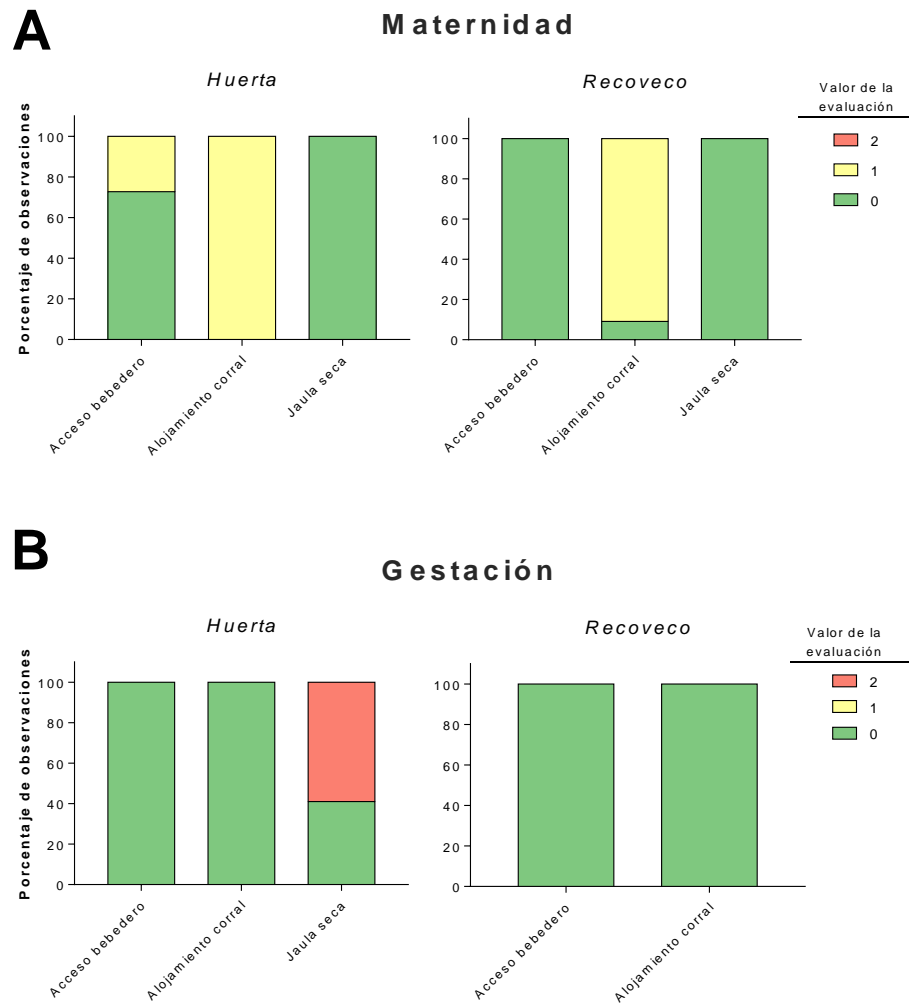 A
Maternidad
Huerta
Recoveco
Valor de la
evaluación
2
1
0
Porcentaje de observaciones
100
80
60
40
20
0
Acceso bebedero
Alojamiento corral
Jaula seca
100
80
60
40
20
0
Acceso bebedero
Alojamiento corral
Jaula seca
B
Gestación
Huerta
Recoveco
Valor de la
evaluación
2
1
0
Porcentaje de observaciones
100
80
60
40
20
0
Acceso bebedero
Alojamiento corral
Jaula seca
100
80
60
40
20
0
Acceso bebedero
Alojamiento corral